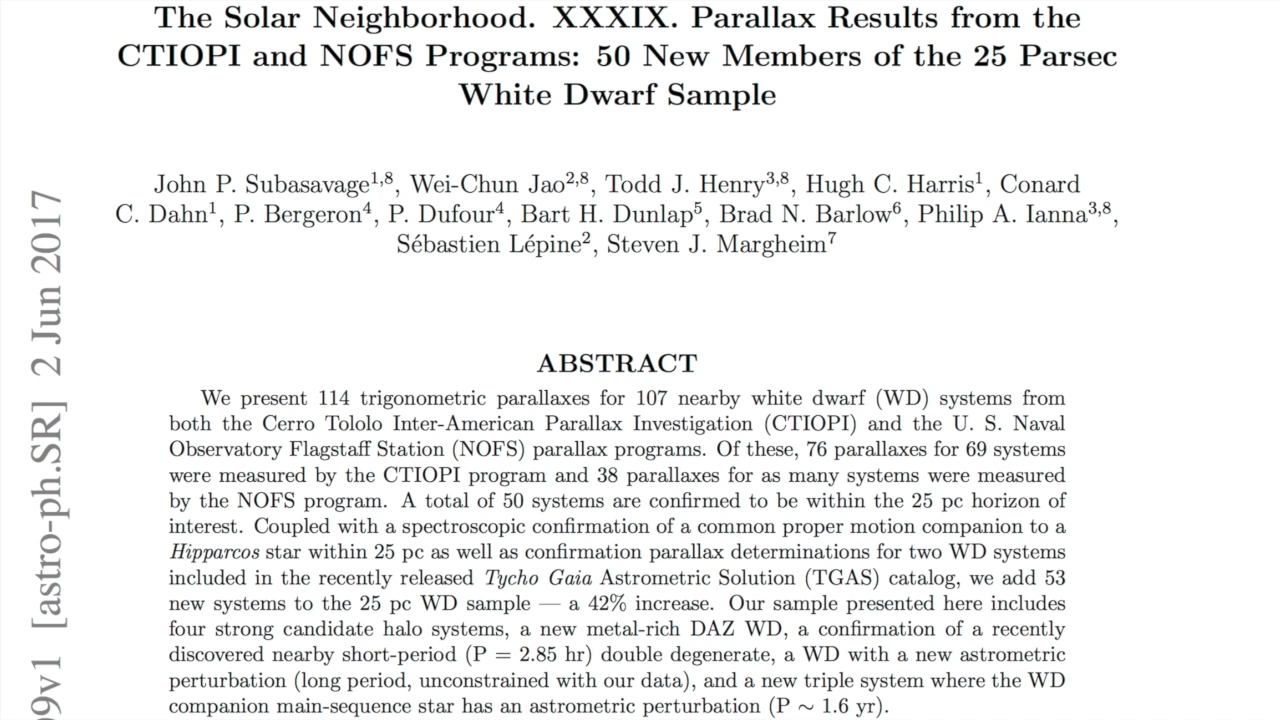 The Solar Neighborhood. XXXIX. Parallax Results from the
CTIOPI and NOFS Programs: 50 New Members of the 25 Parsec
White Dwarf Sample
John P. Subasavage1,8, Wei-Chun Jao2,8, Todd J. Henry3,8, Hugh C. Harris1, Conard
C. Dahn1, P. Bergeron4, P. Dufour4, Bart H. Dunlap5, Brad N. Barlow6, Philip A. Ianna3,8,
Sébastien Lépine2, Steven J. Margheim7
ABSTRACT
We present 114 trigonometric parallaxes for 107 nearby white dwarf (WD) systems from
both the Cerro Tololo Inter-American Parallax Investigation (CTIOPI) and the U. S. Naval
Observatory Flagstaff Station (NOFS) parallax programs. Of these, 76 parallaxes for 69 systems
were measured by the CTIOPI program and 38 parallaxes for as many systems were measured
by the NOFS program. A total of 50 systems are confirmed to be within the 25 pc horizon of
interest. Coupled with a spectroscopic confirmation of a common proper motion companion to a
Hipparcos star within 25 pc as well as confirmation parallax determinations for two WD systems
included in the recently released Tycho Gaia Astrometric Solution (TGAS) catalog, we add 53
new systems to the 25 pc WD sample — a 42% increase. Our sample presented here includes
four strong candidate halo systems, a new metal-rich DAZ WD, a confirmation of a recently
discovered nearby short-period (P = 2.85 hr) double degenerate, a WD with a new astrometric
perturbation (long period, unconstrained with our data), and a new triple system where the WD
companion main-sequence star has an astrometric perturbation (P ∼ 1.6 yr).
09v1 [astro-ph.SR] 2 Jun 2017